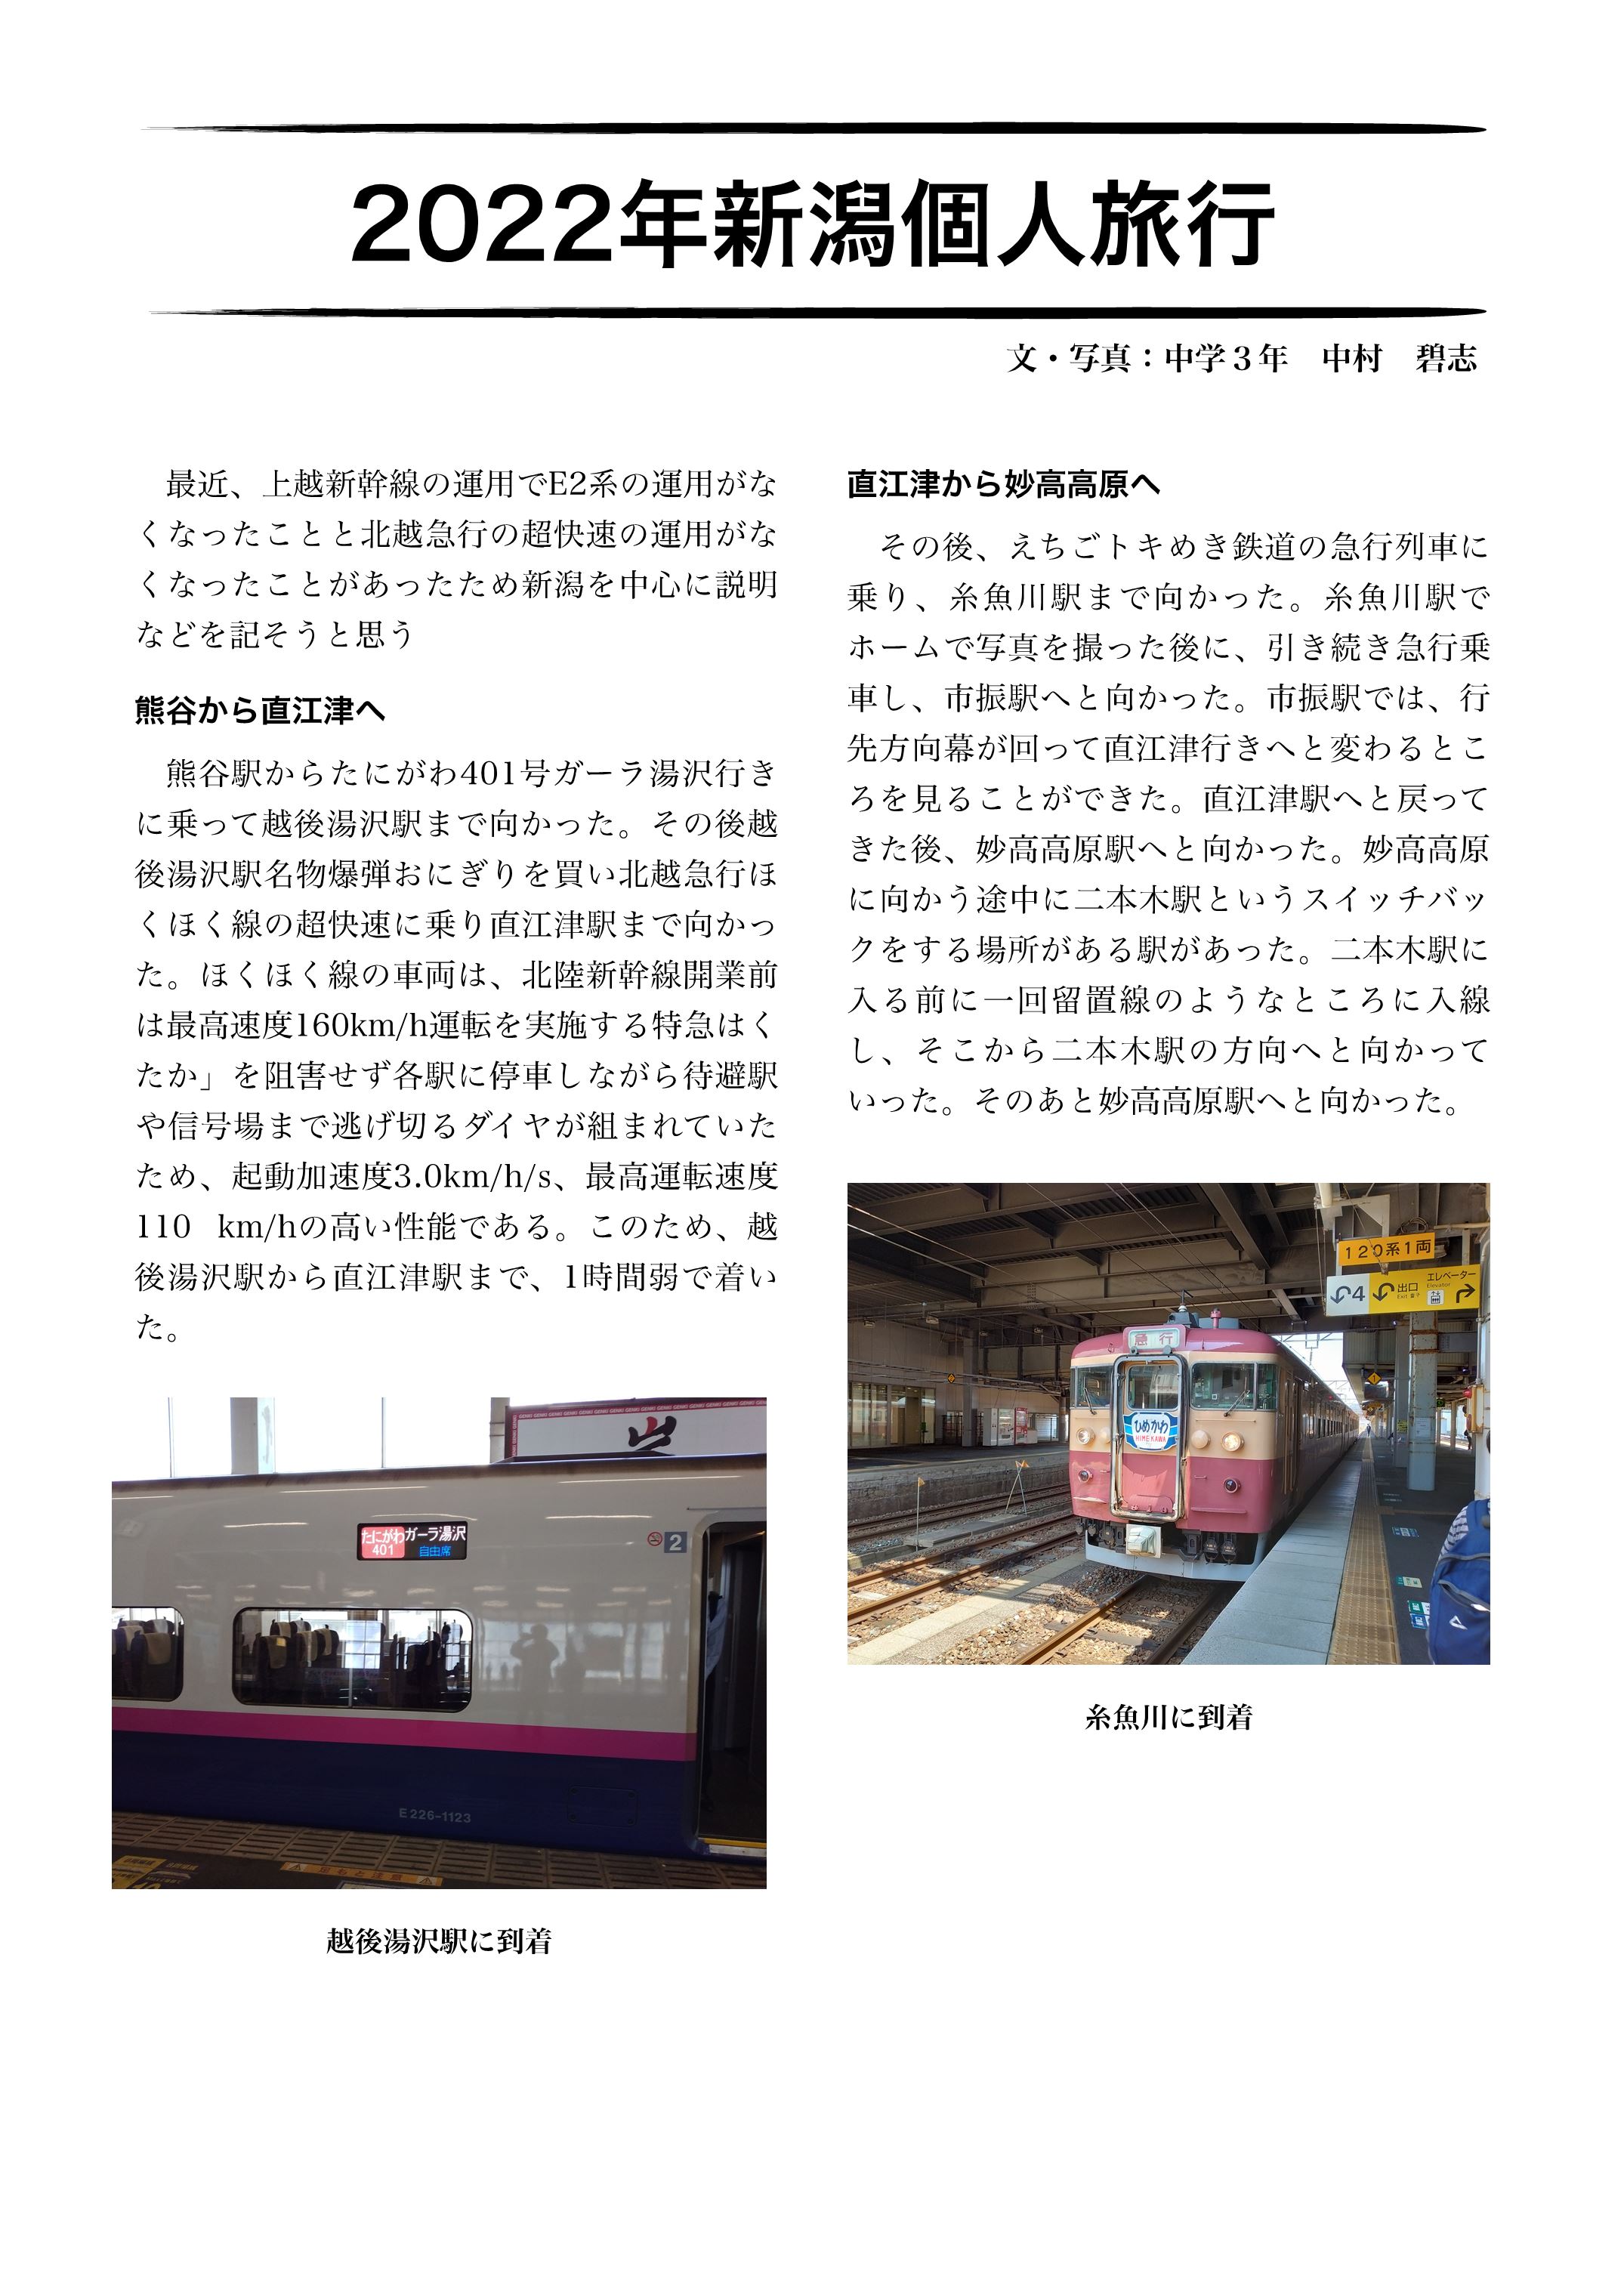 2022年新潟個人旅行
文・写真：中学３年　中村　碧志
最近、上越新幹線の運用でE2系の運用がな
くなったことと北越急行の超快速の運用がな
くなったことがあったため新潟を中心に説明
などを記そうと思う
熊谷から直江津へ
熊谷駅からたにがわ401号ガーラ湯沢行き
に乗って越後湯沢駅まで向かった。その後越
後湯沢駅名物爆弾おにぎりを買い北越急行ほ
くほく線の超快速に乗り直江津駅まで向かっ
た。ほくほく線の車両は、北陸新幹線開業前
は最高速度160km/h運転を実施する特急はく
たか」を阻害せず各駅に停車しながら待避駅
や信号場まで逃げ切るダイヤが組まれていた
ため、起動加速度3.0km/h/s、最高運転速度
110 km/hの高い性能である。このため、越
後湯沢駅から直江津駅まで、1時間弱で着い
た。
たにがわ ガーラ湯沢
401 自由席
2
E226-1123
足もと注意
越後湯沢駅に到着
直江津から妙高高原へ
その後、えちごトキめき鉄道の急行列車に
乗り、糸魚川駅まで向かった。糸魚川駅で
ホームで写真を撮った後に、引き続き急行乗
車し、市振駅へと向かった。市振駅では、行
先方向幕が回って直江津行きへと変わるとこ
ろを見ることができた。直江津駅へと戻って
きた後、妙高高原駅へと向かった。妙高高原
に向かう途中に二本木駅というスイッチバッ
クをする場所がある駅があった。二本木駅に
入る前に一回留置線のようなところに入線
し、そこから二本木駅の方向へと向かって
いった。そのあと妙高高原駅へと向かった。
120系1両
4 出口 エレベーター
Exit Elevator
急行
ひめかわ
HIMEKAWA
糸魚川に到着